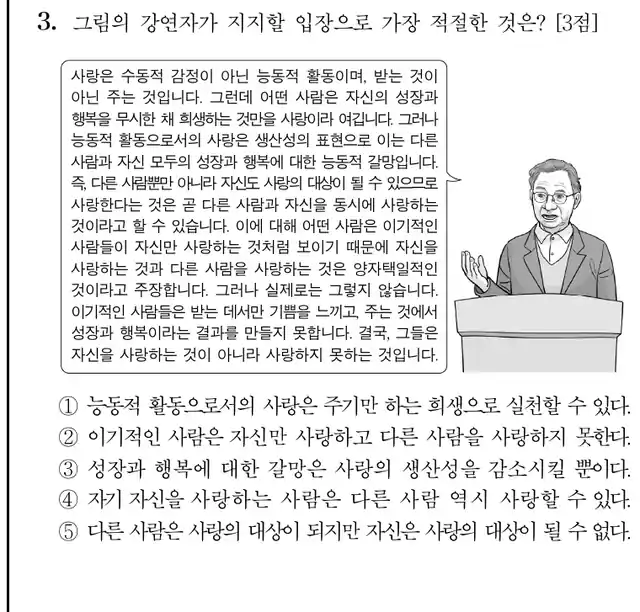 3. 그림의 강연자가 지지할 입장으로 가장 적절한 것은? [3점]
사랑은 수동적 감정이 아닌 능동적 활동이며, 받는 것이
아닌 주는 것입니다. 그런데 어떤 사람은 자신의 성장과
행복을 무시한 채 희생하는 것만을 사랑이라 여깁니다. 그러나
능동적 활동으로서의 사랑은 생산성의 표현으로 이는 다른
사람과 자신 모두의 성장과 행복에 대한 능동적 갈망입니다.
즉, 다른 사람뿐만 아니라 자신도 사랑의 대상이 될 수 있으므로
사랑한다는 것은 곧 다른 사람과 자신을 동시에 사랑하는
것이라고 할 수 있습니다. 이에 대해 어떤 사람은 이기적인
사람들이 자신만 사랑하는 것처럼 보이기 때문에 자신을
사랑하는 것과 다른 사람을 사랑하는 것은 양자택일적인
것이라고 주장합니다. 그러나 실제로는 그렇지 않습니다.
이기적인 사람들은 받는 데서만 기쁨을 느끼고, 주는 것에서
성장과 행복이라는 결과를 만들지 못합니다. 결국, 그들은
자신을 사랑하는 것이 아니라 사랑하지 못하는 것입니다.
① 능동적 활동으로서의 사랑은 주기만 하는 희생으로 실천할 수 있다.
② 이기적인 사람은 자신만 사랑하고 다른 사람을 사랑하지 못한다.
③ 성장과 행복에 대한 갈망은 사랑의 생산성을 감소시킬 뿐이다.
④ 자기 자신을 사랑하는 사람은 다른 사람 역시 사랑할 수 있다.
⑤ 다른 사람은 사랑의 대상이 되지만 자신은 사랑의 대상이 될 수 없다.